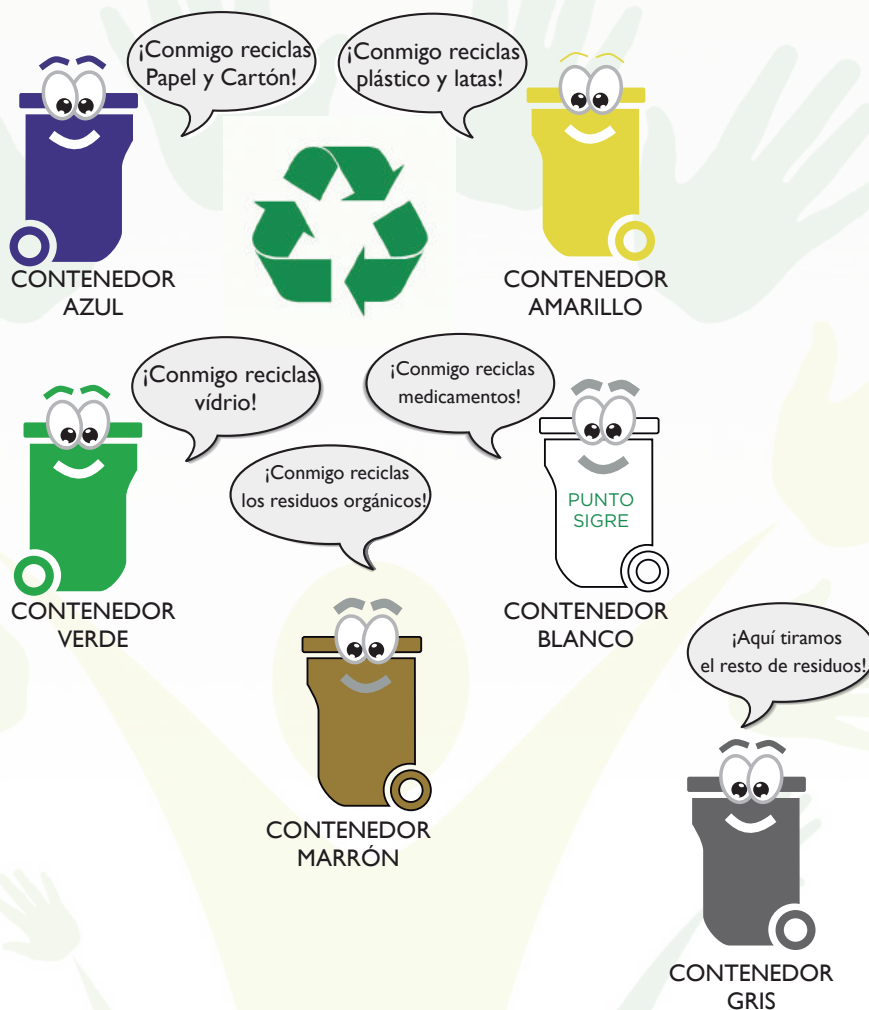 ¡Conmigo reciclas
Papel y Cartón!
¡Conmigo reciclas
plástico y latas!
CONTENEDOR
AZUL
CONTENEDOR
AMARILLO
¡Conmigo reciclas
vídrio!
¡Conmigo reciclas
medicamentos!
¡Conmigo reciclas
los residuos orgánicos!
PUNTO
SIGRE
CONTENEDOR
VERDE
CONTENEDOR
BLANCO
¡Aquí tiramos
el resto de residuos!
CONTENEDOR
MARRÓN
CONTENEDOR
GRIS